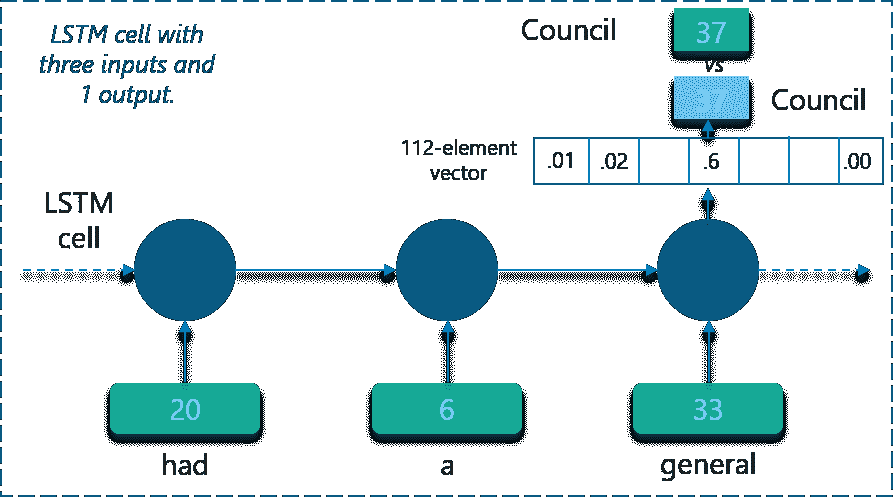 LSTM cell with
three inputs and
1 output.
Council 37
vs
37 Council
112-element
vector
.01 .02 .6 .00
LSTM
cell
20 6 33
had a general